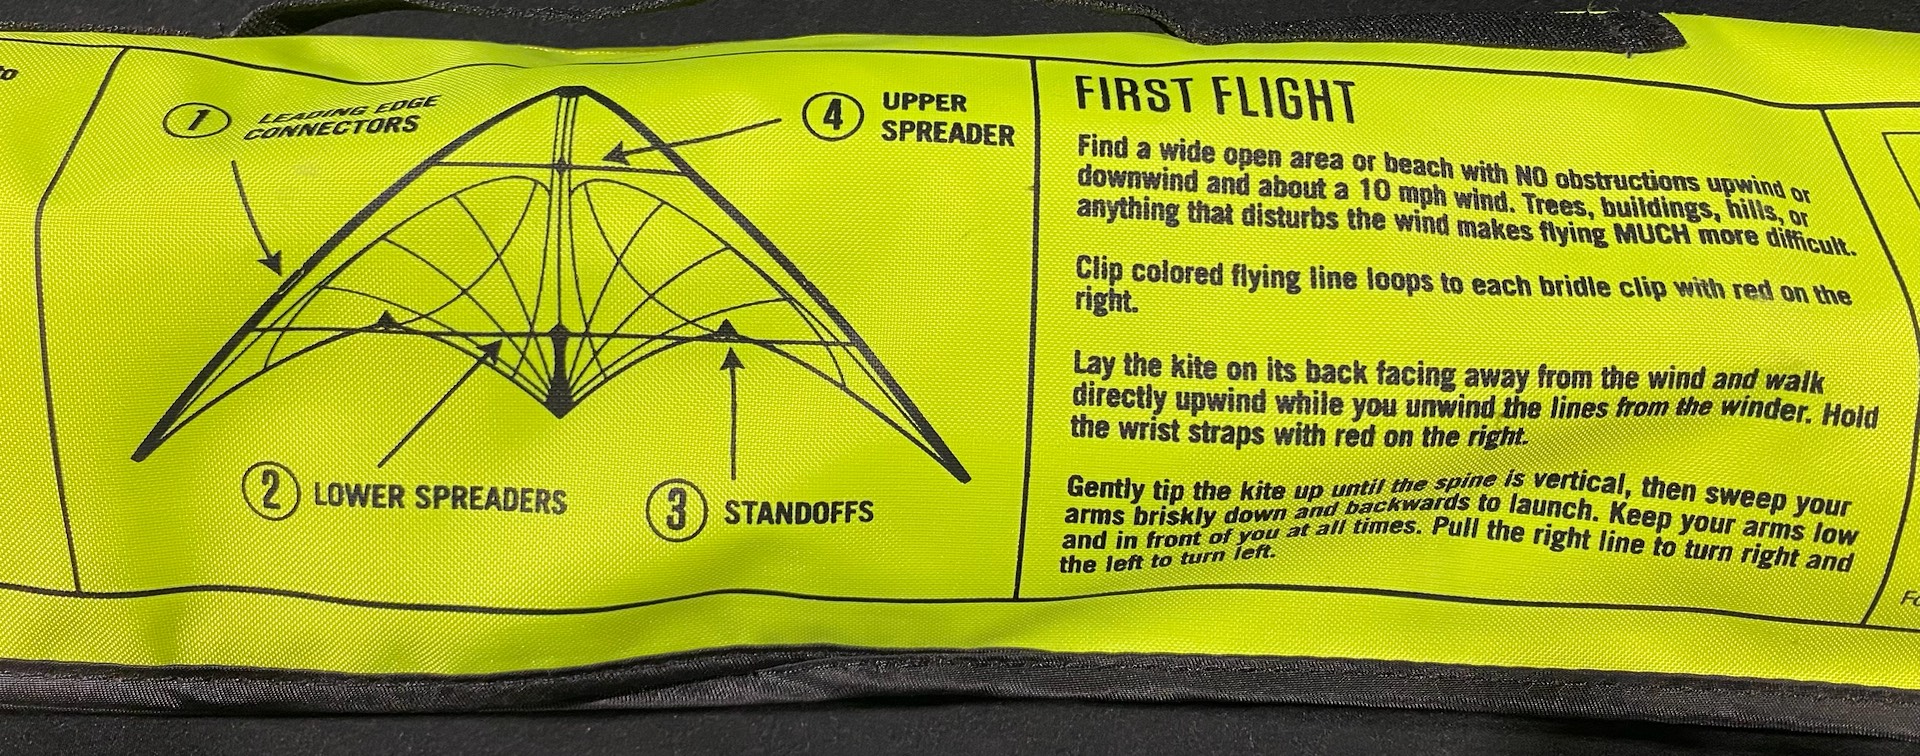 to
1 LEADING EDGE
CONNECTORS
4 UPPER
SPREADER
2 LOWER SPREADERS
3 STANDOFFS
FIRST FLIGHT
Find a wide open area or beach with NO obstructions upwind or
downwind and about a 10 mph wind. Trees, buildings, hills, or
anything that disturbs the wind makes flying MUCH more difficult.
Clip colored flying line loops to each bridle clip with red on the
right.
Lay the kite on its back facing away from the wind and walk
directly upwind while you unwind the lines from the winder. Hold
the wrist straps with red on the right.
Gently tip the kite up until the spine is vertical, then sweep your
arms briskly down and backwards to launch. Keep your arms low
and in front of you at all times. Pull the right line to turn right and
the left to turn left.